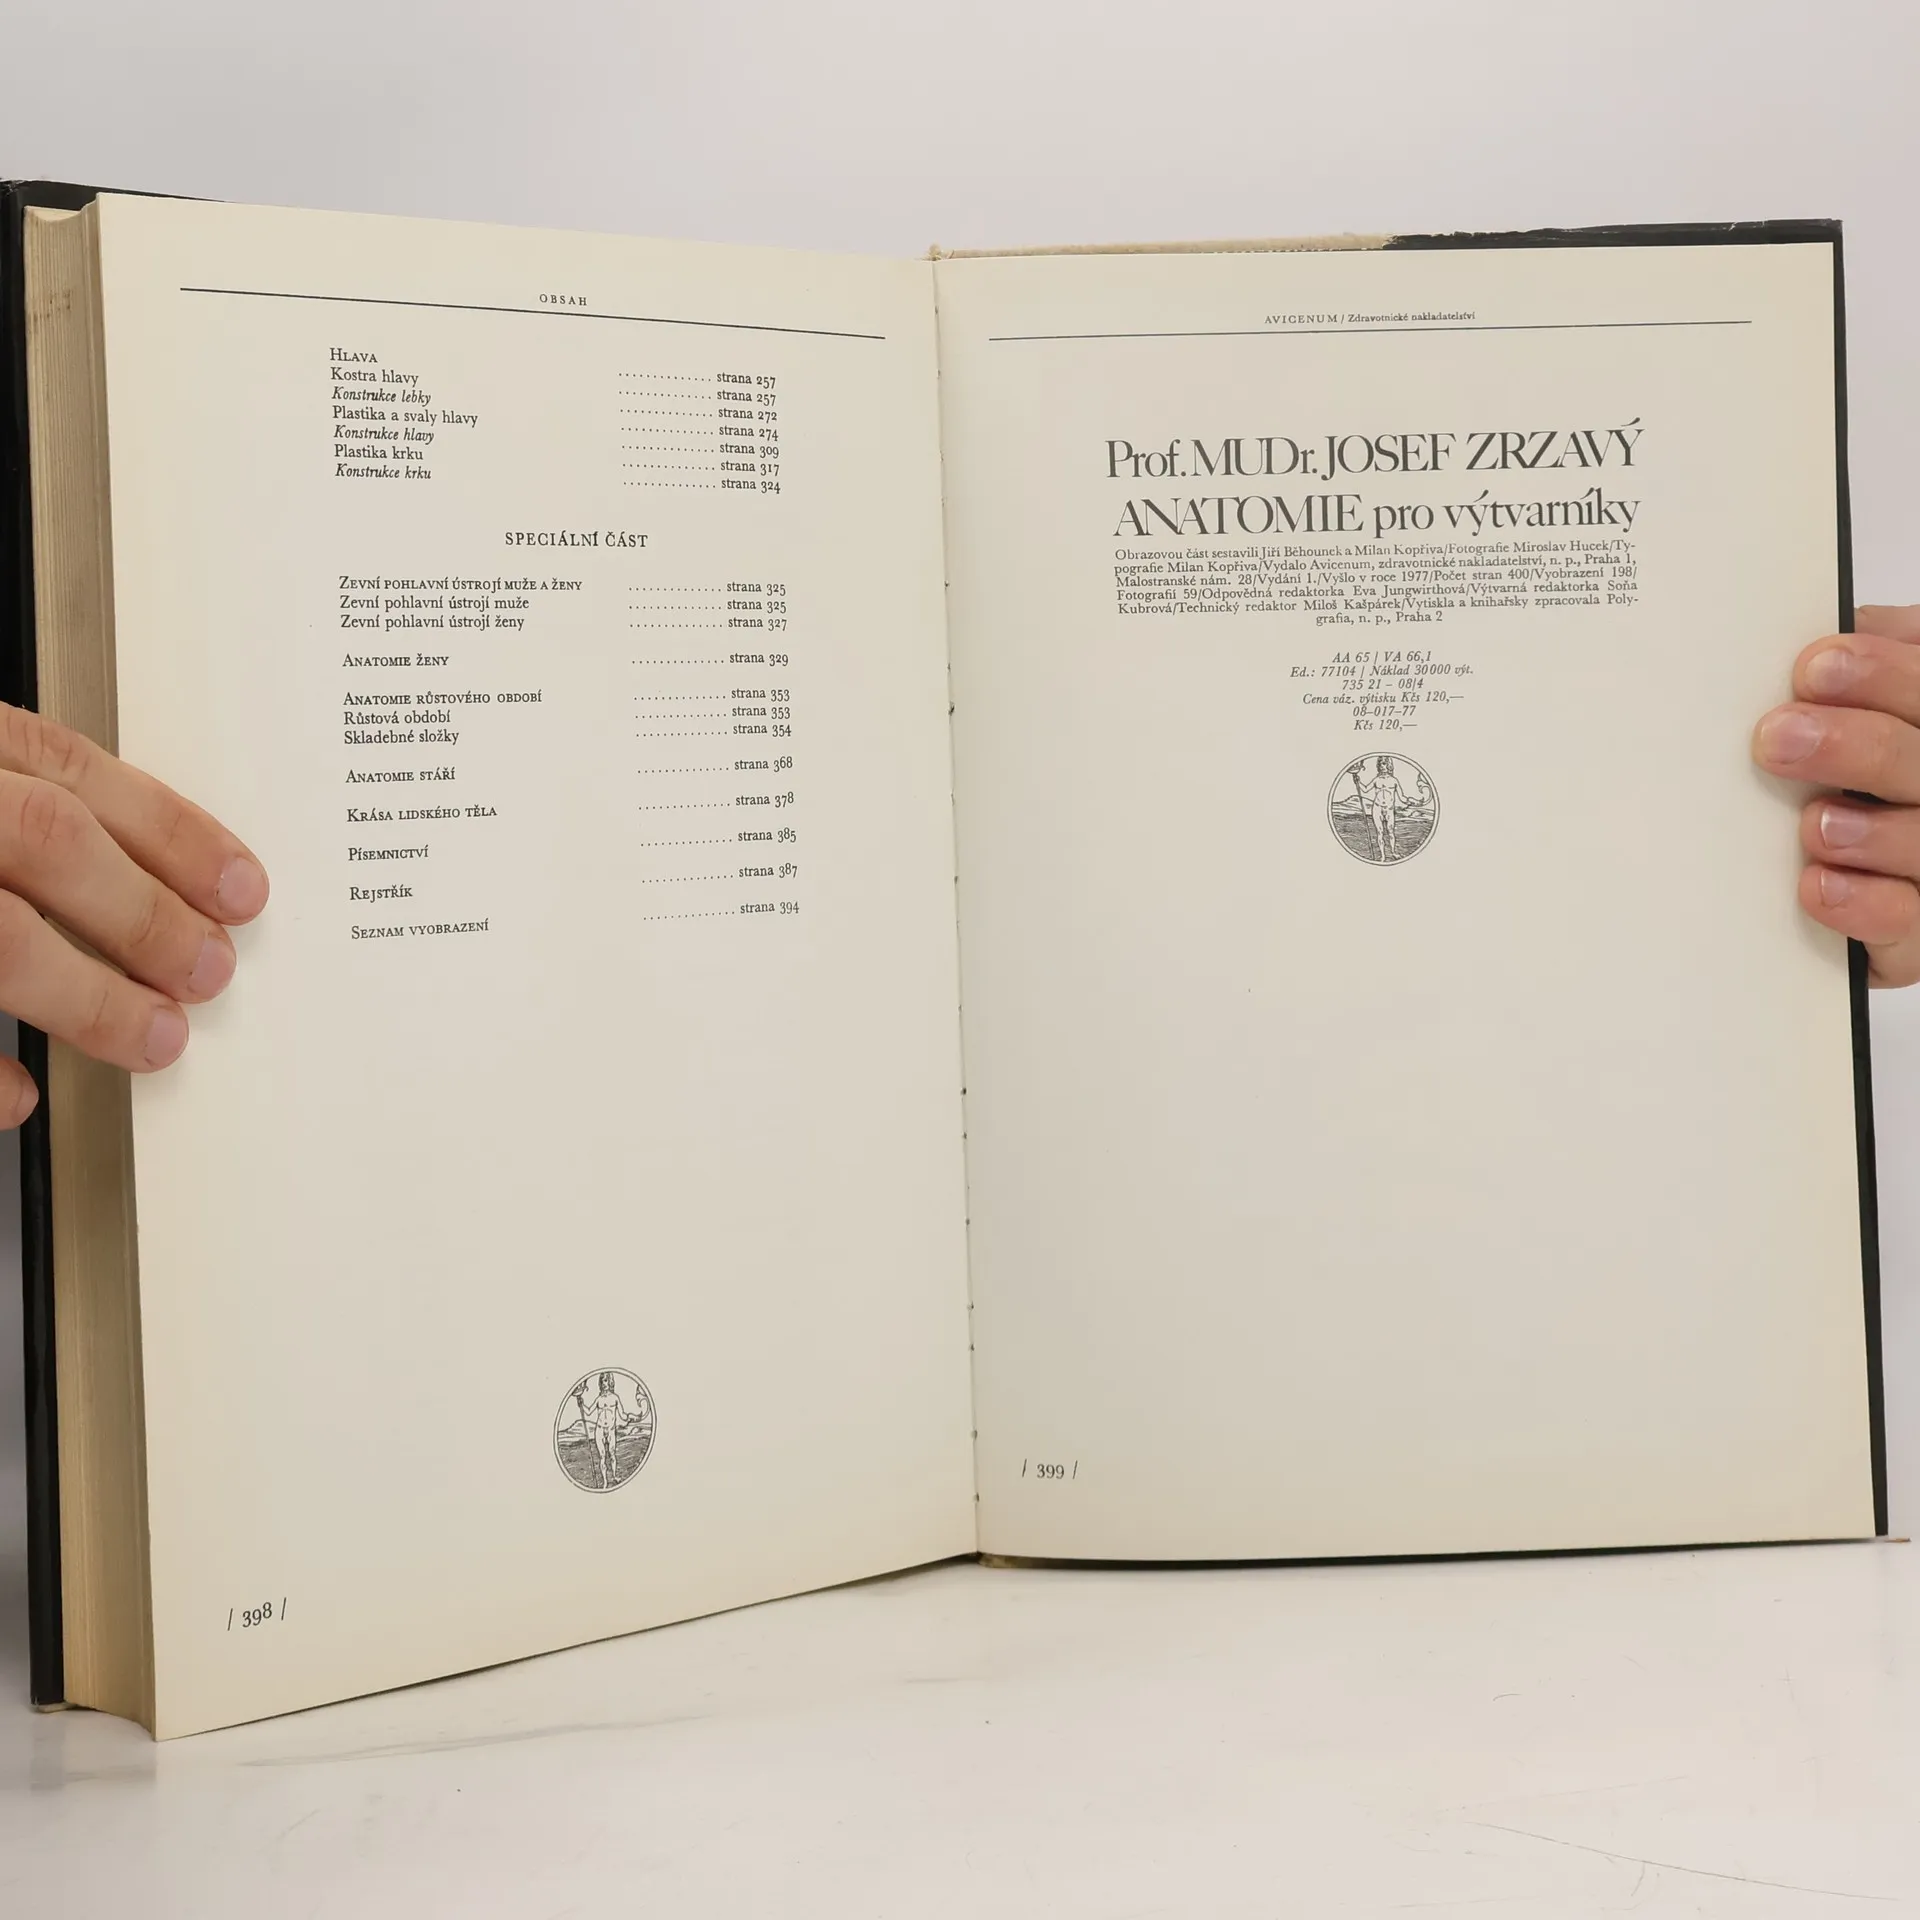 OBSAH
HLAVA ............. strana 257
Kostra hlavy ............. strana 257
Konstrukce lebky ............. strana 272
Plastika a svaly hlavy ............. strana 274
Konstrukce hlavy ............. strana 309
Plastika krku ............. strana 317
Konstrukce krku ............. strana 324
SPECIÁLNÍ ČÁST
ZEVNÍ POHLAVNÍ ÚSTROJÍ MUŽE A ŽENY ............. strana 325
Zevní pohlavní ústrojí muže ............. strana 325
Zevní pohlavní ústrojí ženy ............. strana 327
ANATOMIE ŽENY ............. strana 329
ANATOMIE RŮSTOVÉHO OBDOBÍ ............. strana 353
Růstová období ............. strana 353
Skladebné složky ............. strana 354
ANATOMIE STÁŘÍ ............. strana 368
KRÁSA LIDSKÉHO TĚLA ............. strana 378
PÍSEMNICTVÍ ............. strana 385
REJSTŘÍK ............. strana 387
SEZNAM VYOBRAZENÍ ............. strana 394
/ 398 /
AVICENUM / Zdravotnické nakladatelství
Prof. MUDr. JOSEF ZRZAVÝ
ANATOMIE pro výtvarníky
Obrazovou část sestavili Jiří Běhounek a Milan Kopřiva/Fotografie Miroslav Hucek/Ty-
pografie Milan Kopřiva/Vydalo Avicenum, zdravotnické nakladatelství, n. p., Praha 1,
Malostranské nám. 28/Vydání 1./Vyšlo v roce 1977/Počet stran 400/Vyobrazení 198/
Fotografií 59/Odpovědná redaktorka Eva Jungwirthová/Výtvarná redaktorka Soňa
Kubrová/Technický redaktor Miloš Kašpárek/Vytiskla a knihařsky zpracovala Poly-
grafia, n. p., Praha 2
AA 65 / VA 66,1
Ed.: 77104 / Náklad 30 000 výt.
735 21 – 08/4
Cena váz. výtisku Kčs 120,—
08–017–77
Kčs 120,—
/ 399 /